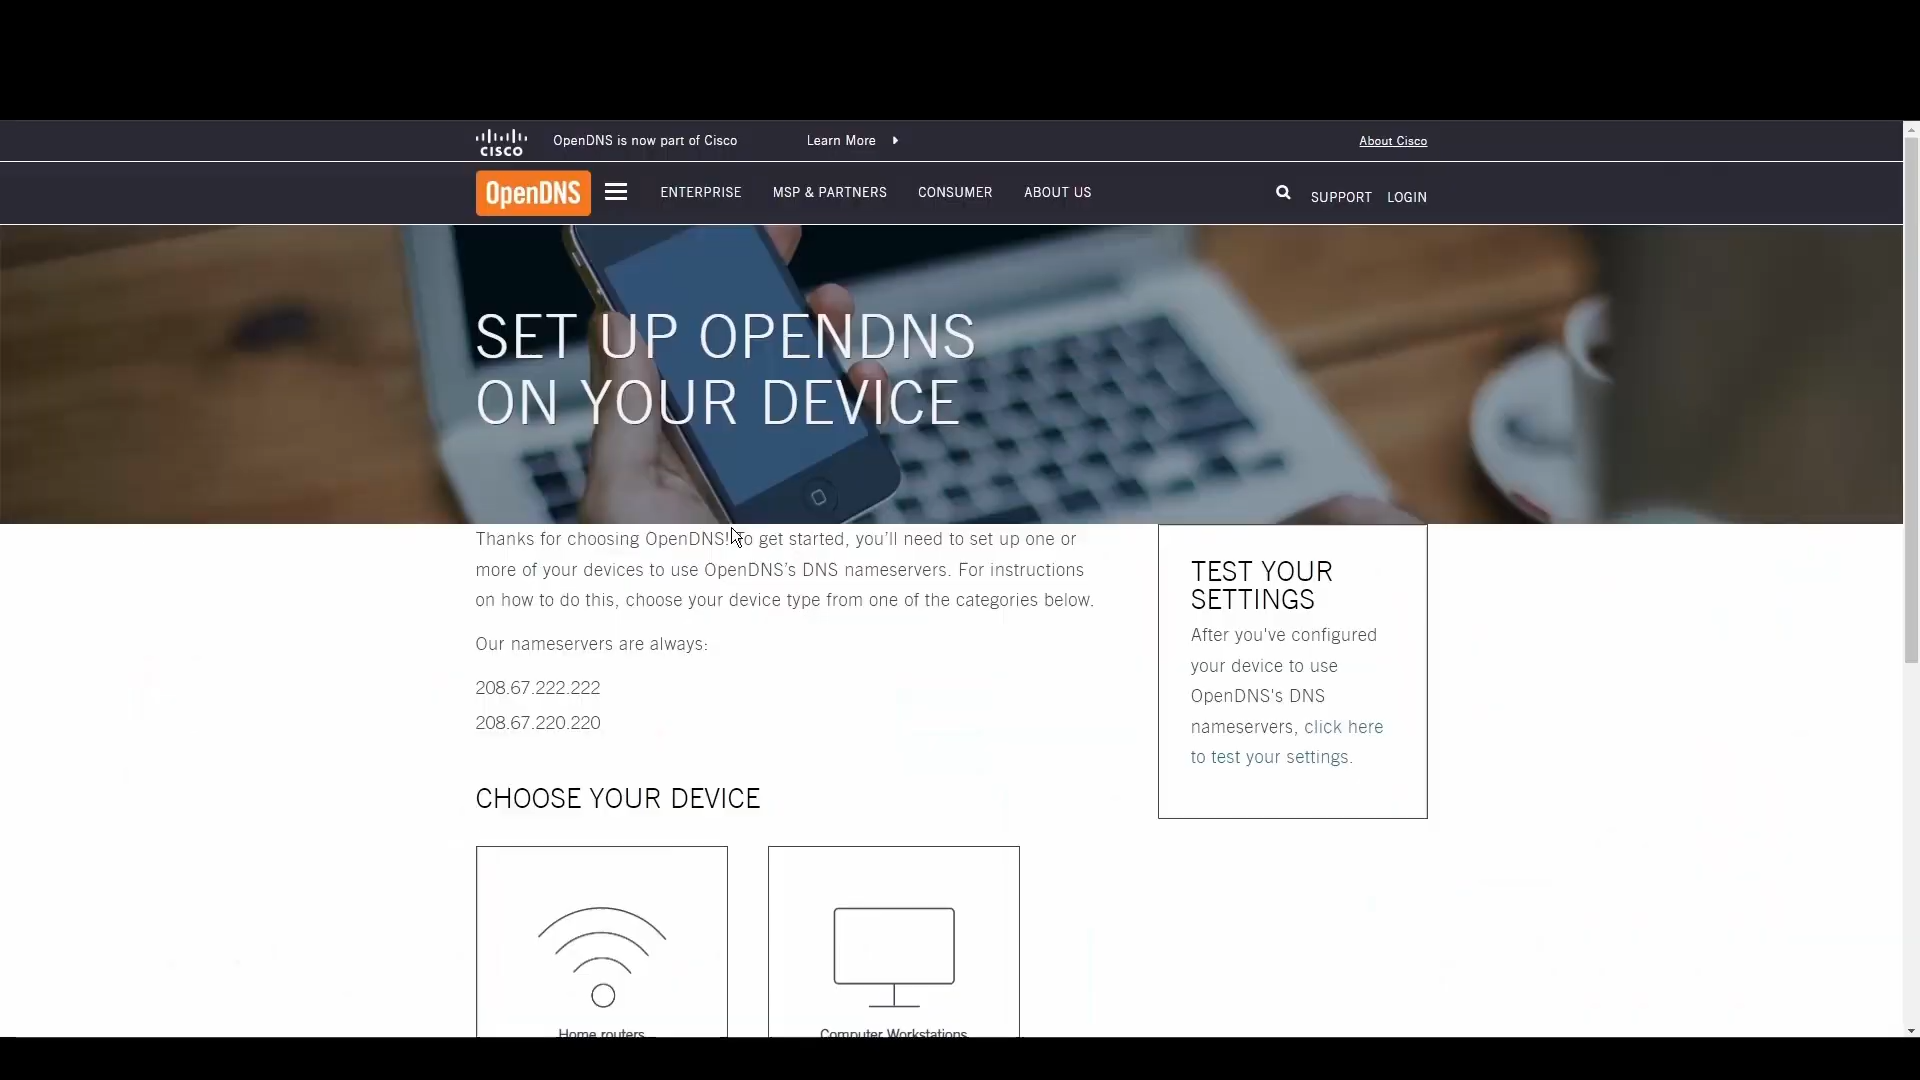 CISCO
OpenDNS is now part of Cisco
Learn More
About Cisco
OpenDNS
ENTERPRISE
MSP & PARTNERS
CONSUMER
ABOUT US
SUPPORT
LOGIN
SET UP OPENDNS
ON YOUR DEVICE
Thanks for choosing OpenDNS! To get started, you’ll need to set up one or
more of your devices to use OpenDNS’s DNS nameservers. For instructions
on how to do this, choose your device type from one of the categories below.
Our nameservers are always:
208.67.222.222
208.67.220.220
TEST YOUR
SETTINGS
After you've configured
your device to use
OpenDNS's DNS
nameservers, click here
to test your settings.
CHOOSE YOUR DEVICE
Home routers
Computer Workstations